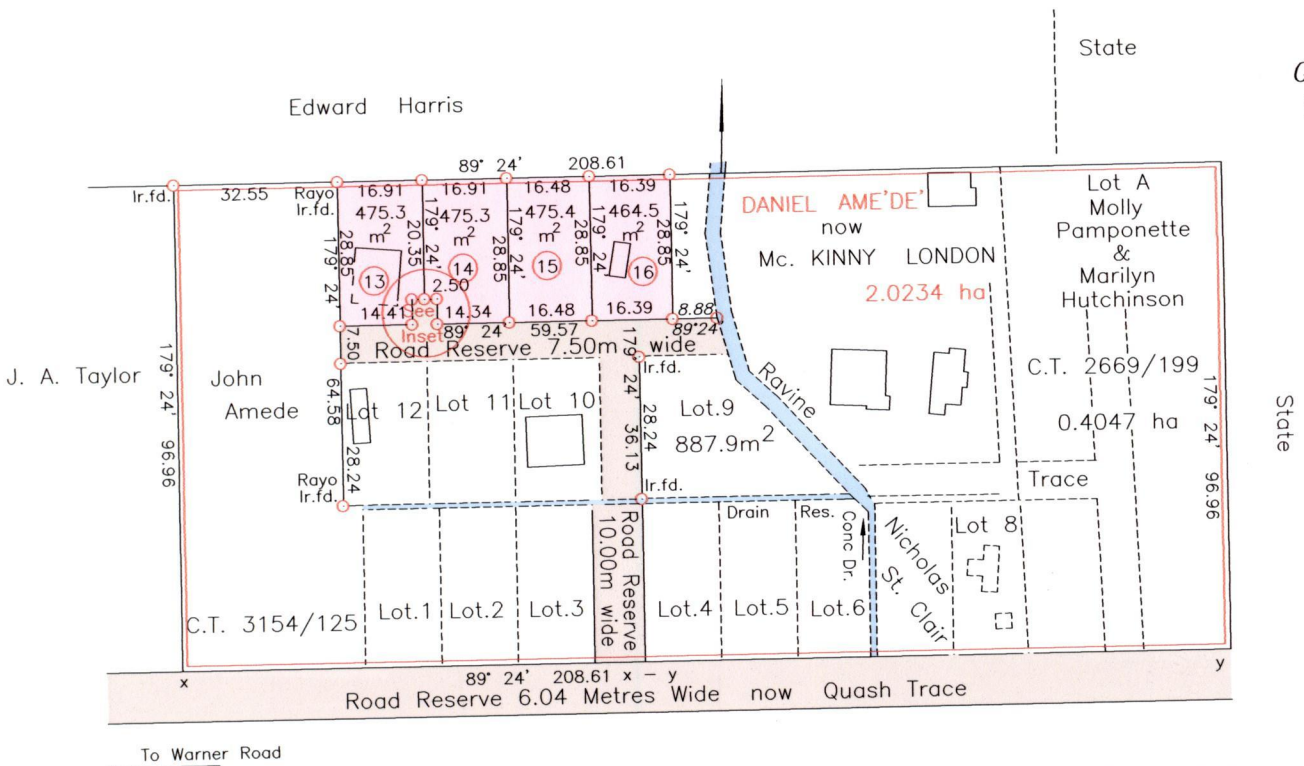 State
G
Edward Harris
89° 24' 208.61
Ir.fd.
32.55
Rayo
Ir.fd.
16.91
16.91
16.48
16.39
475.3
m²
475.3
m²
475.4
m²
464.5
m²
179° 24'
28.85
179° 24'
20.35
28.85
179° 24'
28.85
179° 24'
28.85
179° 24'
13
14
15
16
2.50
14.41
14.34
16.48
16.39
8.88
See
Inset
89° 24' 59.57
89°24'
DANIEL AME'DE'
now
Mc. KINNY LONDON
2.0234 ha
Lot A
Molly
Pamponette
&
Marilyn
Hutchinson
C.T. 2669/199
0.4047 ha
Road Reserve 7.50m wide
7.50
J. A. Taylor
179° 24' 96.96
John
Amede
64.58
28.24
Lot 12
Lot 11
Lot 10
179° 24' 36.13
28.24
Ir.fd.
Lot.9
887.9m²
Ravine
179° 24' 96.96
State
Rayo
Ir.fd.
Ir.fd.
Trace
Drain Res.
Conc Dr.
Nicholas
St. Clair
Lot 8
Road Reserve
10.00m wide
C.T. 3154/125
Lot.1
Lot.2
Lot.3
Lot.4
Lot.5
Lot.6
x
89° 24' 208.61 x - y
y
Road Reserve 6.04 Metres Wide now Quash Trace
To Warner Road